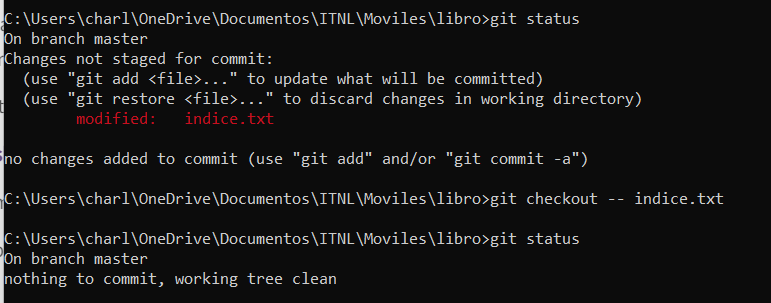 C:\Users\charl\OneDrive\Documentos\ITNL\Moviles\libro>git status
On branch master
Changes not staged for commit:
  (use "git add <file>..." to update what will be committed)
  (use "git restore <file>..." to discard changes in working directory)
        modified:   indice.txt

no changes added to commit (use "git add" and/or "git commit -a")

C:\Users\charl\OneDrive\Documentos\ITNL\Moviles\libro>git checkout -- indice.txt

C:\Users\charl\OneDrive\Documentos\ITNL\Moviles\libro>git status
On branch master
nothing to commit, working tree clean